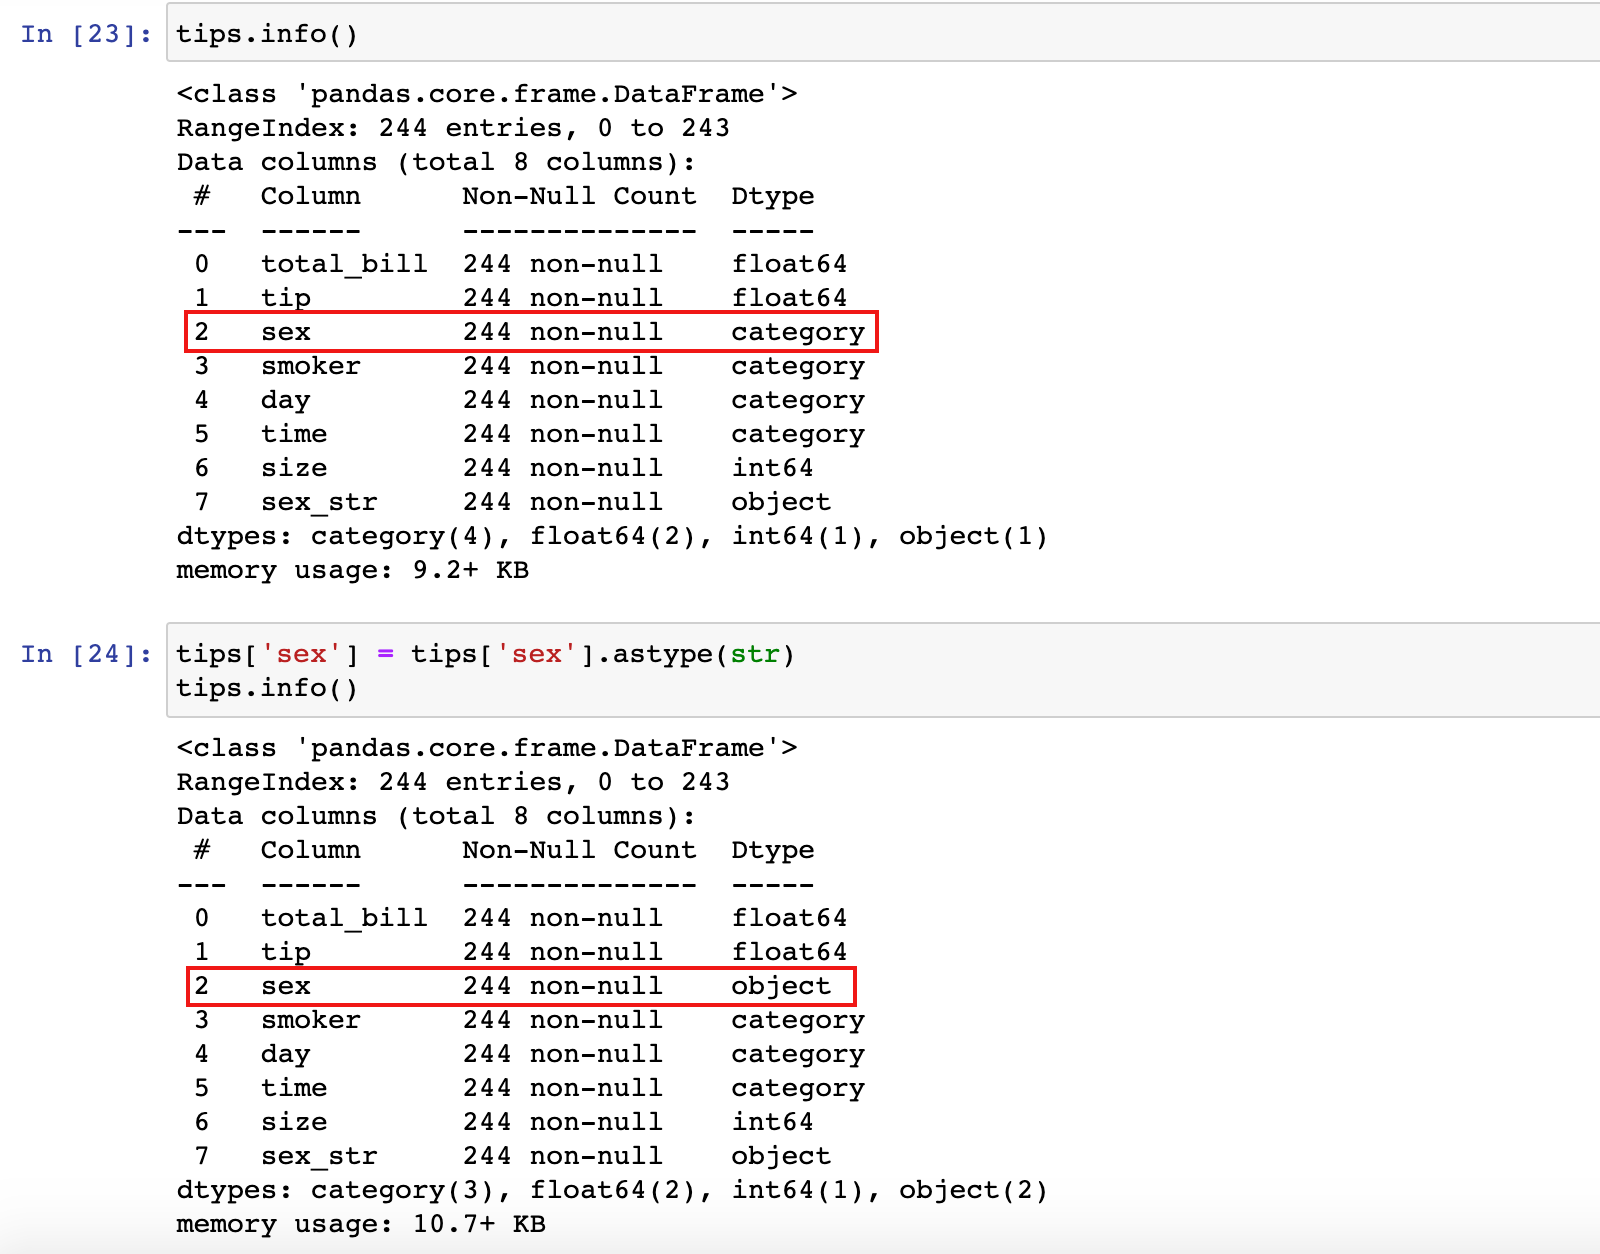 In [23]: tips.info()
<class 'pandas.core.frame.DataFrame'>
RangeIndex: 244 entries, 0 to 243
Data columns (total 8 columns):
 #   Column      Non-Null Count  Dtype
---  ------      --------------  -----
 0   total_bill  244 non-null    float64
 1   tip         244 non-null    float64
 2   sex         244 non-null    category
 3   smoker      244 non-null    category
 4   day         244 non-null    category
 5   time        244 non-null    category
 6   size        244 non-null    int64
 7   sex_str     244 non-null    object
dtypes: category(4), float64(2), int64(1), object(1)
memory usage: 9.2+ KB
In [24]: tips['sex'] = tips['sex'].astype(str)
tips.info()
<class 'pandas.core.frame.DataFrame'>
RangeIndex: 244 entries, 0 to 243
Data columns (total 8 columns):
 #   Column      Non-Null Count  Dtype
---  ------      --------------  -----
 0   total_bill  244 non-null    float64
 1   tip         244 non-null    float64
 2   sex         244 non-null    object
 3   smoker      244 non-null    category
 4   day         244 non-null    category
 5   time        244 non-null    category
 6   size        244 non-null    int64
 7   sex_str     244 non-null    object
dtypes: category(3), float64(2), int64(1), object(2)
memory usage: 10.7+ KB